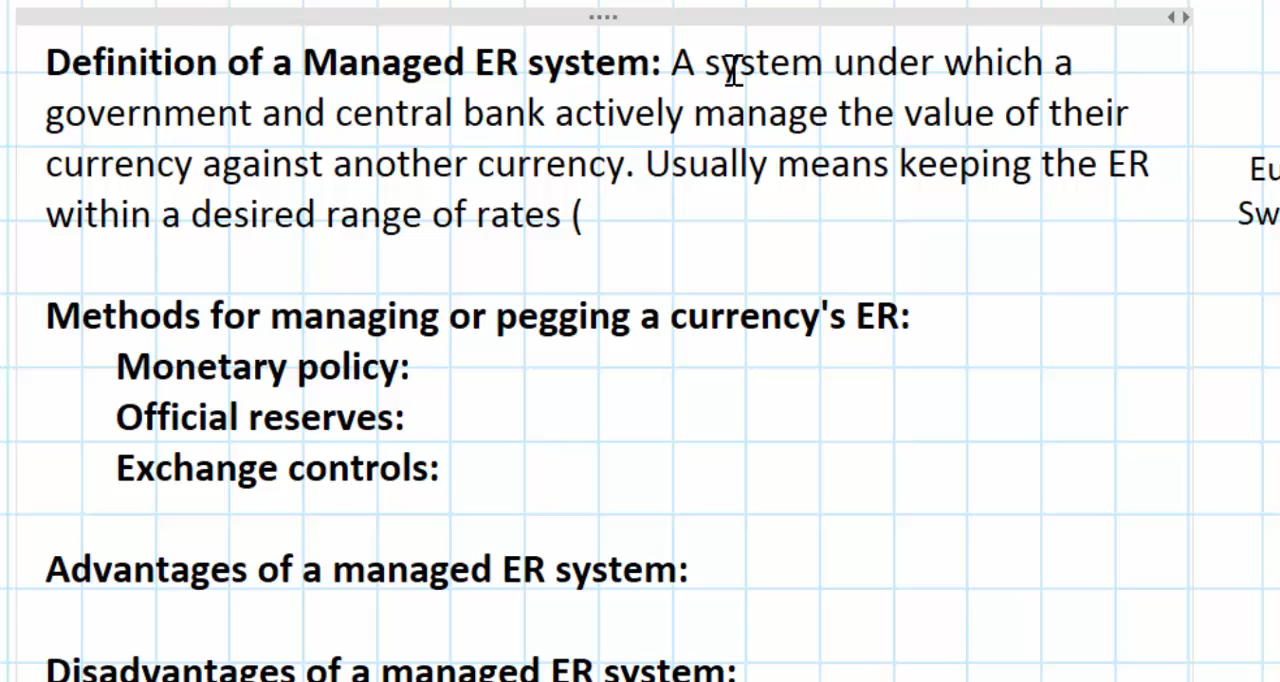 Definition of a Managed ER system: A system under which a
government and central bank actively manage the value of their
currency against another currency. Usually means keeping the ER
within a desired range of rates (
Methods for managing or pegging a currency's ER:
Monetary policy:
Official reserves:
Exchange controls:
Advantages of a managed ER system:
Disadvantages of a managed ER system:
Eu
Sw